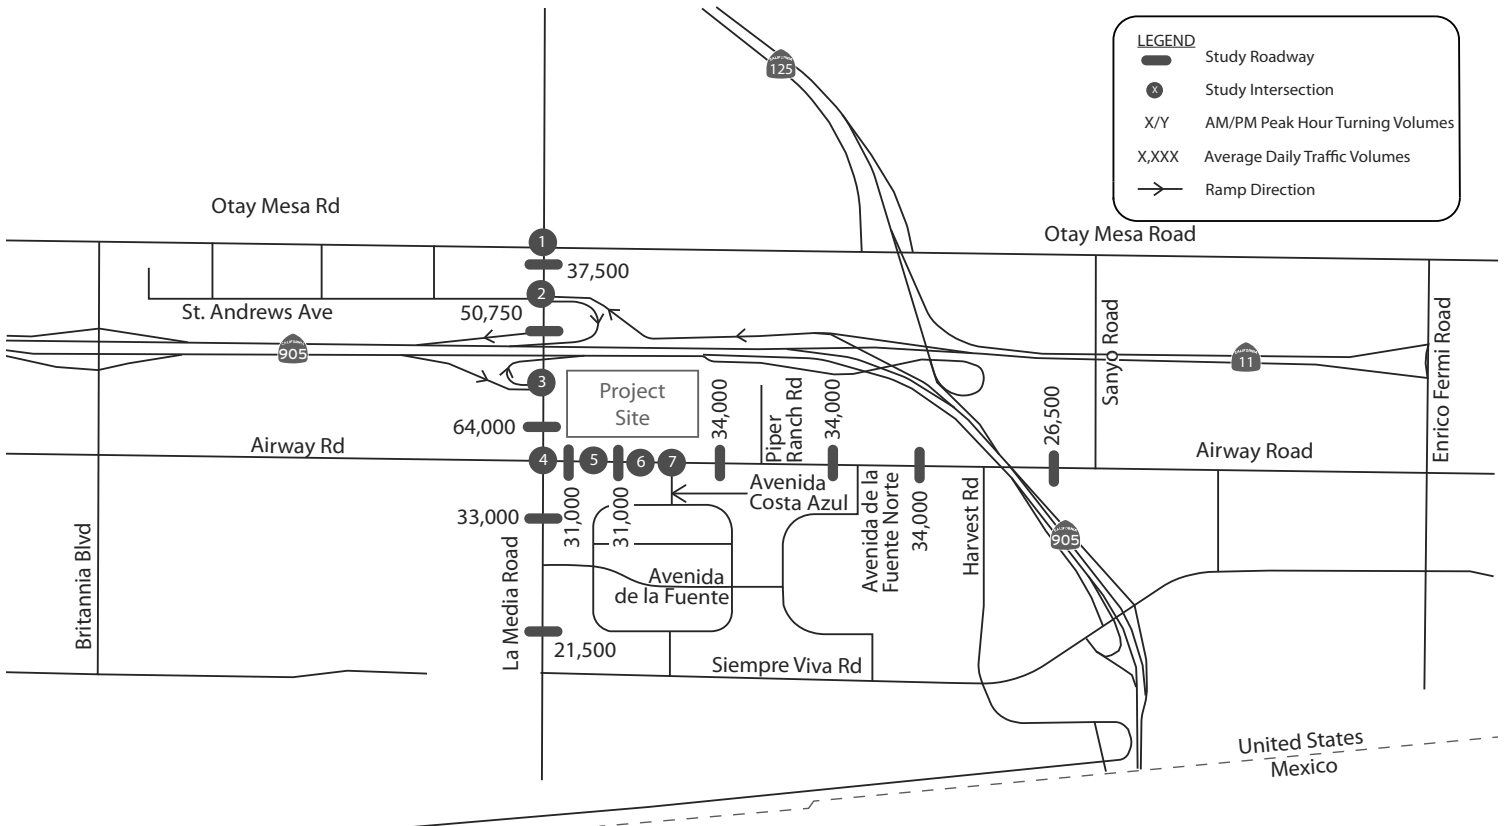 CALIFORNIA
125
LEGEND
Study Roadway
X
Study Intersection
X/Y
AM/PM Peak Hour Turning Volumes
X,XXX
Average Daily Traffic Volumes
Ramp Direction
Otay Mesa Rd
Otay Mesa Road
1
37,500
2
St. Andrews Ave
50,750
CALIFORNIA
905
CALIFORNIA
11
Sanyo Road
Enrico Fermi Road
3
Project
Site
34,000
Piper
Ranch Rd
34,000
26,500
64,000
Airway Rd
Airway Road
4
5
6
7
Avenida
Costa Azul
33,000
31,000
31,000
Avenida de la
Fuente Norte
34,000
Harvest Rd
CALIFORNIA
905
Britannia Blvd
La Media Road
Avenida
de la Fuente
21,500
Siempre Viva Rd
United States
Mexico